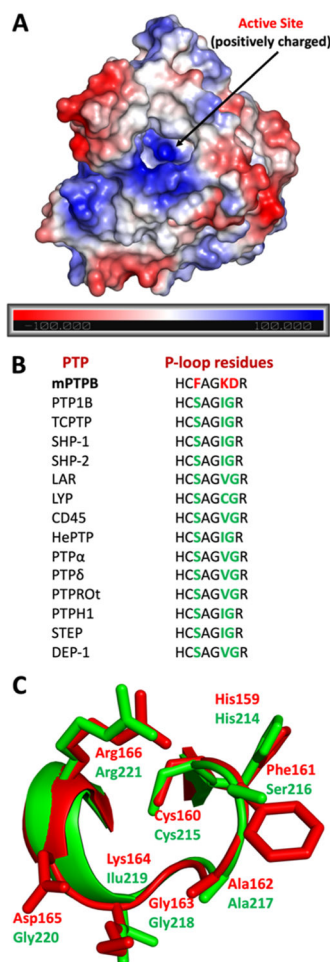 A
Active Site
(positively charged)
-100.000 100.000
B
PTP P-loop residues
mPTPB HCFAGKDR
PTP1B HCSAGIGR
TCPTP HCSAGIGR
SHP-1 HCSAGIGR
SHP-2 HCSAGIGR
LAR HCSAGVGR
LYP HCSAGCGR
CD45 HCSAGVGR
HePTP HCSAGIGR
PTPα HCSAGVGR
PTPδ HCSAGVGR
PTPROt HCSAGVGR
PTPH1 HCSAGIGR
STEP HCSAGIGR
DEP-1 HCSAGVGR
C
His159
His214
Arg166
Arg221
Phe161
Ser216
Cys160
Cys215
Lys164
Ilu219
Ala162
Ala217
Gly163
Gly218
Asp165
Gly220